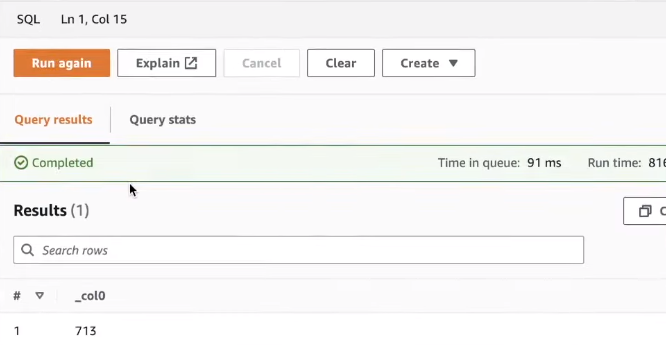 SQL Ln 1, Col 15
Run again Explain Cancel Clear Create
Query results Query stats
Completed Time in queue: 91 ms Run time: 816
Results (1)
Search rows
# _col0
1 713